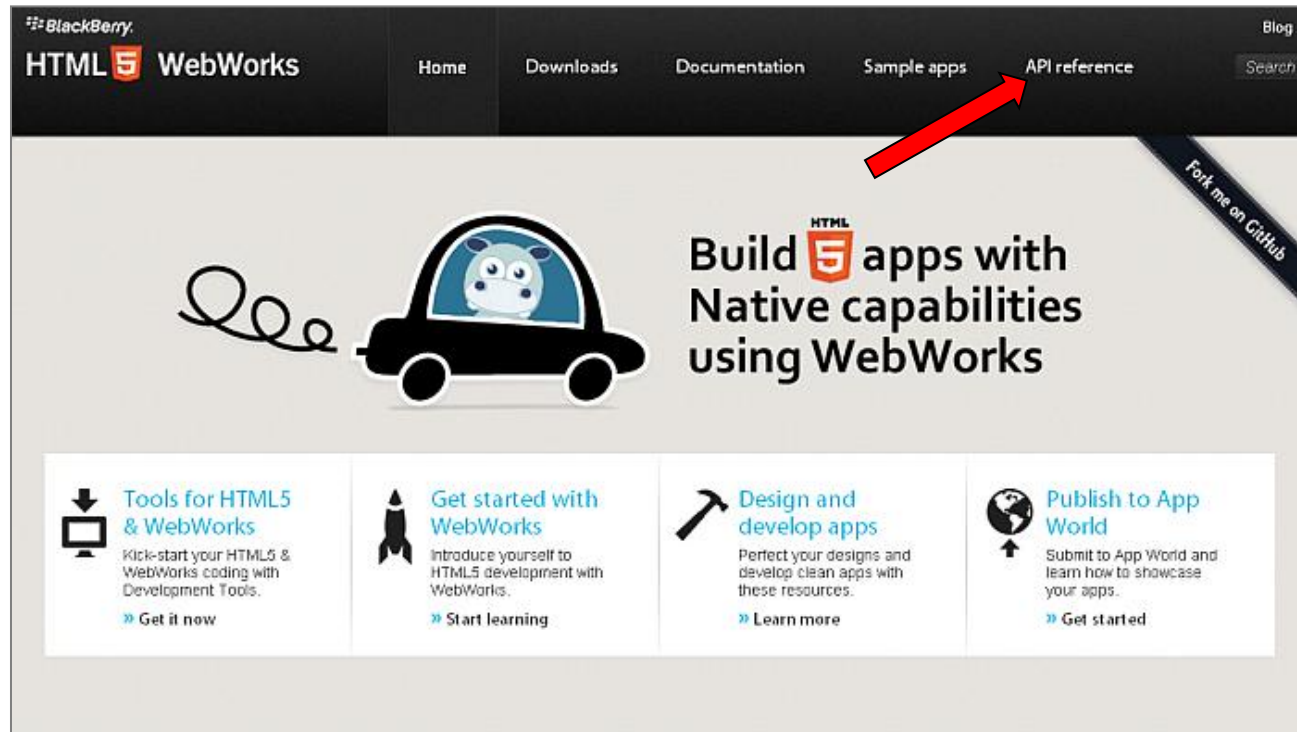 BlackBerry.
Blog
HTML 5 WebWorks
Home
Downloads
Documentation
Sample apps
API reference
Search
Fork me on GitHub
HTML
Build 5 apps with
Native capabilities
using WebWorks
Tools for HTML5
& WebWorks
Kick-start your HTML5 &
WebWorks coding with
Development Tools.
» Get it now
Get started with
WebWorks
Introduce yourself to
HTML5 development with
WebWorks.
» Start learning
Design and
develop apps
Perfect your designs and
develop clean apps with
these resources.
» Learn more
Publish to App
World
Submit to App World and
learn how to showcase
your apps.
» Get started